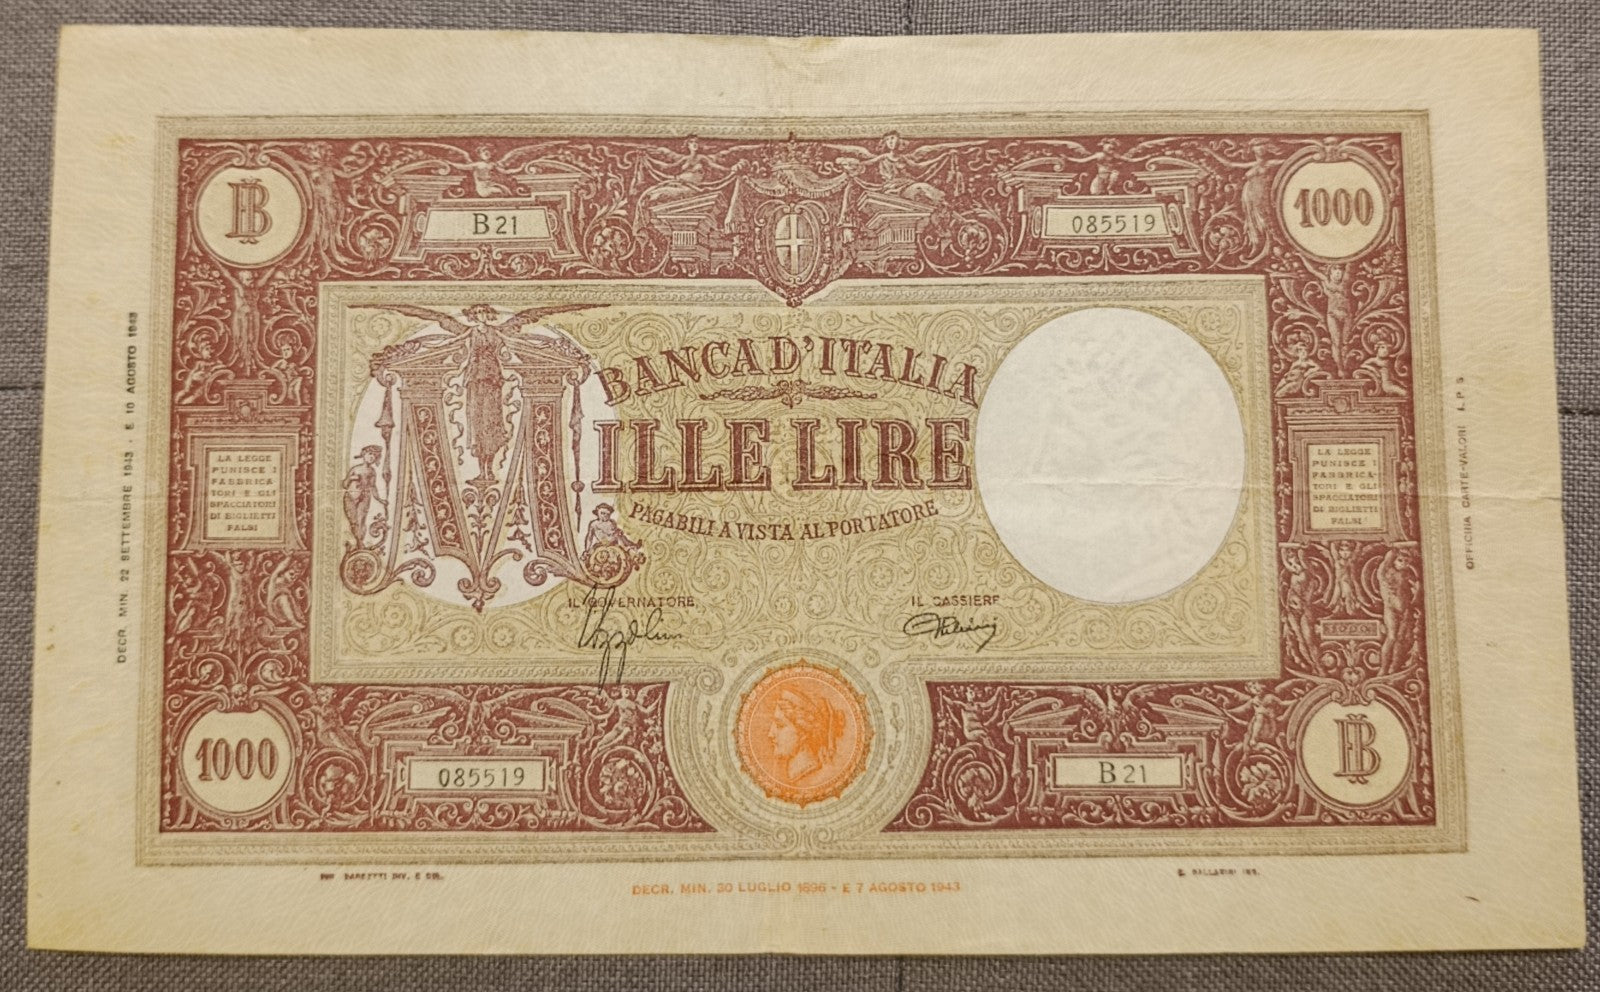 B
B21
085519
1000
BANCA D'ITALIA
MILLE LIRE
PAGABILI A VISTA AL PORTATORE
LA LEGGE
PUNISCE I
FABBRICA-
TORI E GLI
SPACCIATORI
DI BIGLIETTI
FALSI
LA LEGGE
PUNISCE I
FABBRICA-
TORI E GLI
SPACCIATORI
DI BIGLIETTI
FALSI
IL GOVERNATORE
IL CASSIERE
1000
085519
B21
B
DECR. MIN. 30 LUGLIO 1896 - E 7 AGOSTO 1943
DECR. MIN. 22 SETTEMBRE 1943 - E 10 AGOSTO 1943
OFFICINA CARTE-VALORI